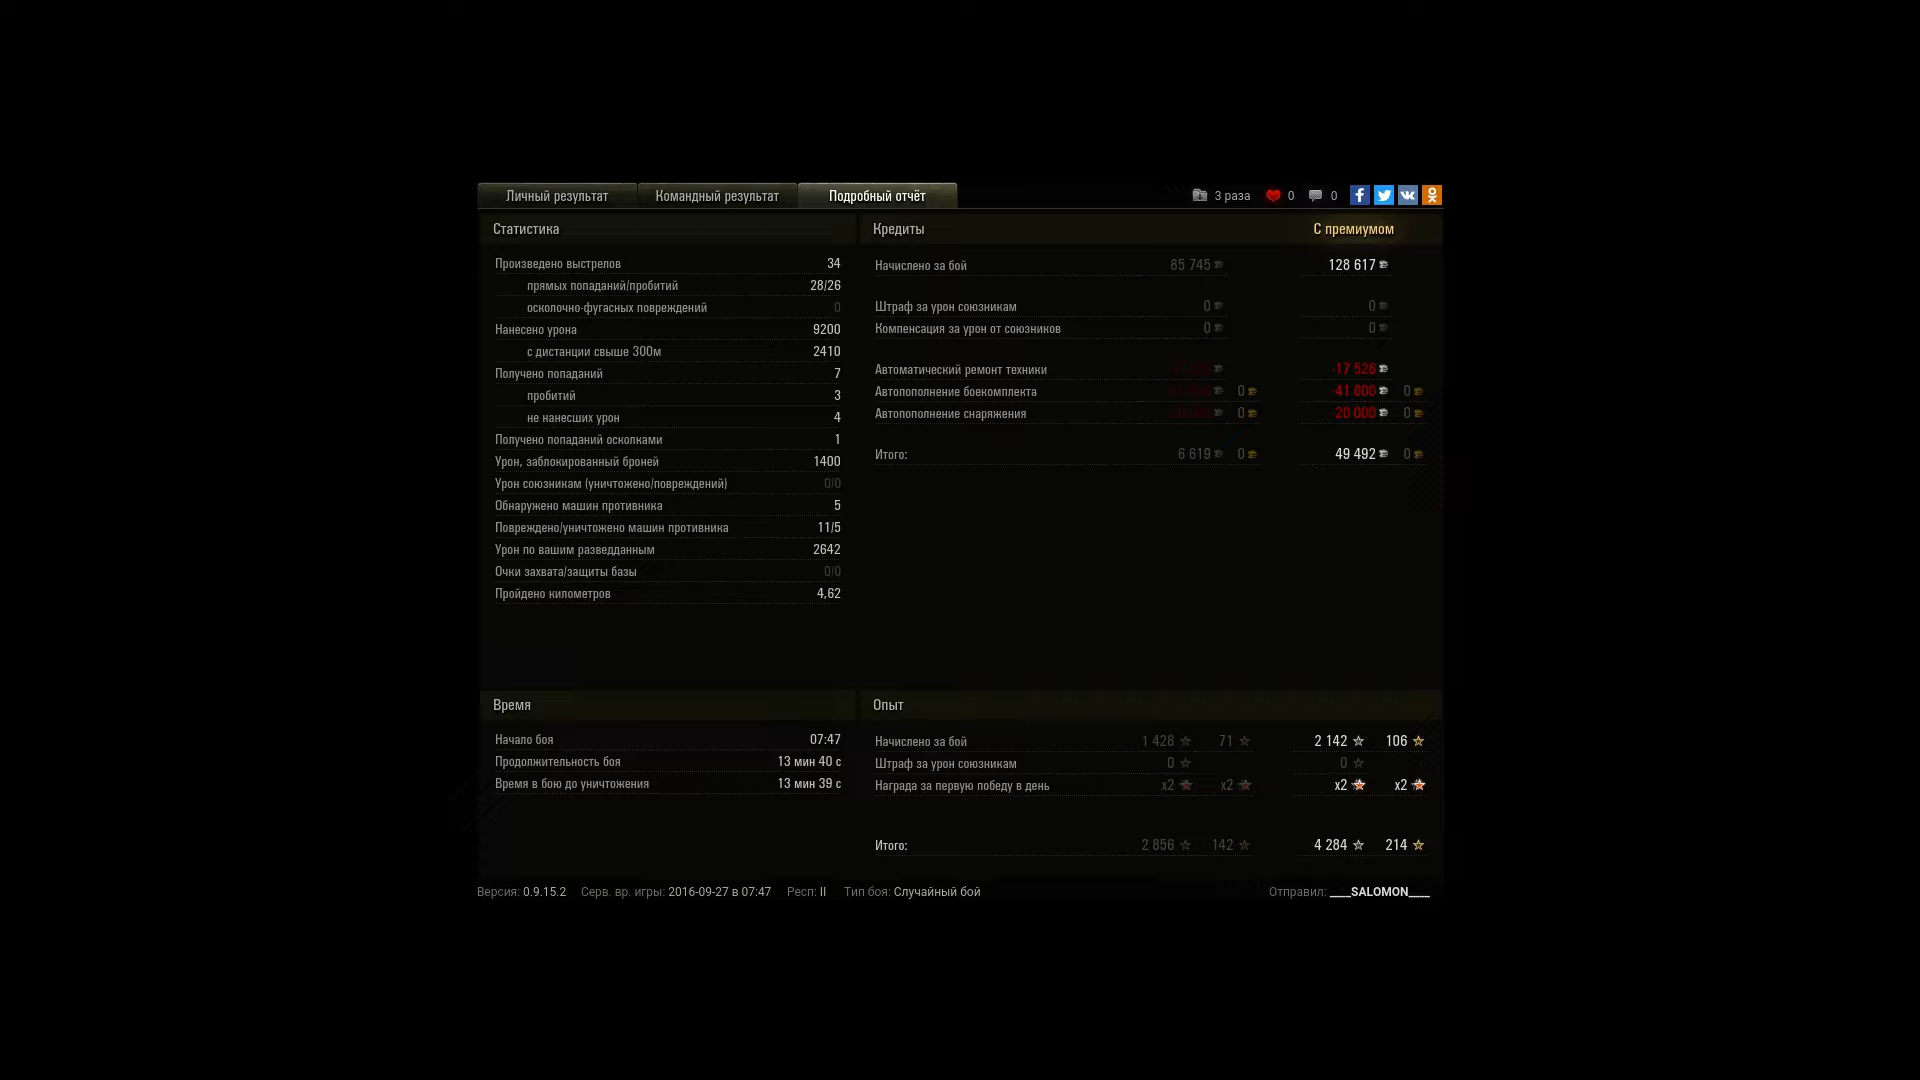 Личный результат Командный результат Подробный отчёт 3 раза 0 0
Статистика
Произведено выстрелов 34
прямых попаданий/пробитий 28/26
осколочно-фугасных повреждений 0
Нанесено урона 9200
с дистанции свыше 300м 2410
Получено попаданий 7
пробитий 3
не нанесших урон 4
Получено попаданий осколками 1
Урон, заблокированный броней 1400
Урон союзникам (уничтожено/повреждений) 0/0
Обнаружено машин противника 5
Повреждено/уничтожено машин противника 11/5
Урон по вашим разведданным 2642
Очки захвата/защиты базы 0/0
Пройдено километров 4,62
Кредиты С премиумом
Начислено за бой 85 745 128 617
Штраф за урон союзникам 0 0
Компенсация за урон от союзников 0 0
Автоматический ремонт техники -17 526
Автопополнение боекомплекта 0 -41 000 0
Автопополнение снаряжения 0 -20 000 0
Итого: 6 619 0 49 492 0
Время
Начало боя 07:47
Продолжительность боя 13 мин 40 с
Время в бою до уничтожения 13 мин 39 с
Опыт
Начислено за бой 1 428 71 2 142 106
Штраф за урон союзникам 0 0
Награда за первую победу в день x2 x2 x2 x2
Итого: 2 856 142 4 284 214
Версия: 0.9.15.2 Серв. вр. игры: 2016-09-27 в 07:47 Респ: II Тип боя: Случайный бой Отправил: ____SALOMON____